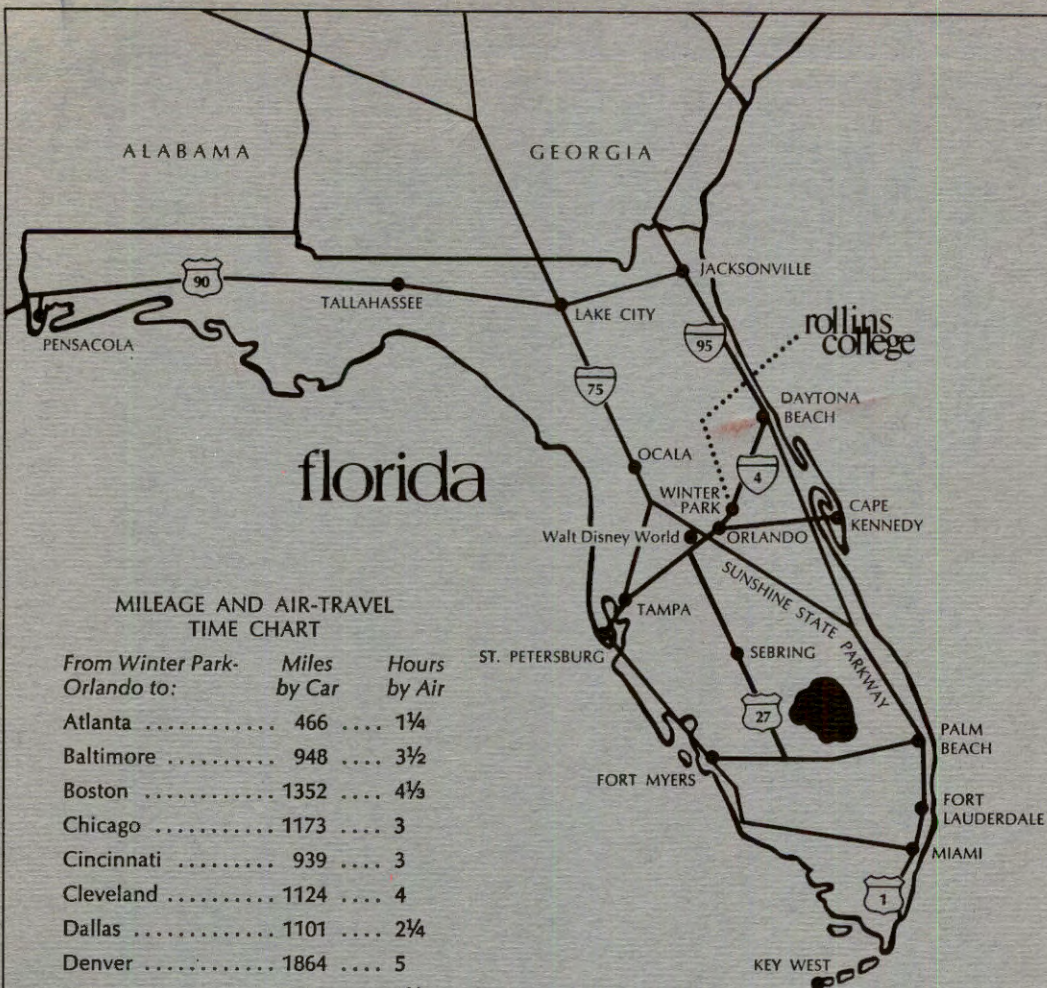 ALABAMA
GEORGIA
90
TALLAHASSEE
PENSACOLA
JACKSONVILLE
LAKE CITY
95
rollins
college
75
DAYTONA
BEACH
florida
OCALA
4
WINTER
PARK
CAPE
KENNEDY
Walt Disney World
ORLANDO
SUNSHINE STATE PARKWAY
TAMPA
ST. PETERSBURG
SEBRING
27
PALM
BEACH
FORT MYERS
FORT
LAUDERDALE
MIAMI
1
KEY WEST
MILEAGE AND AIR-TRAVEL
TIME CHART
From Winter Park- Miles Hours
Orlando to: by Car by Air
Atlanta ............ 466 .... 1¼
Baltimore .......... 948 .... 3½
Boston ............ 1352 .... 4⅓
Chicago ........... 1173 .... 3
Cincinnati ......... 939 .... 3
Cleveland .......... 1124 .... 4
Dallas ............. 1101 .... 2¼
Denver ............ 1864 .... 5